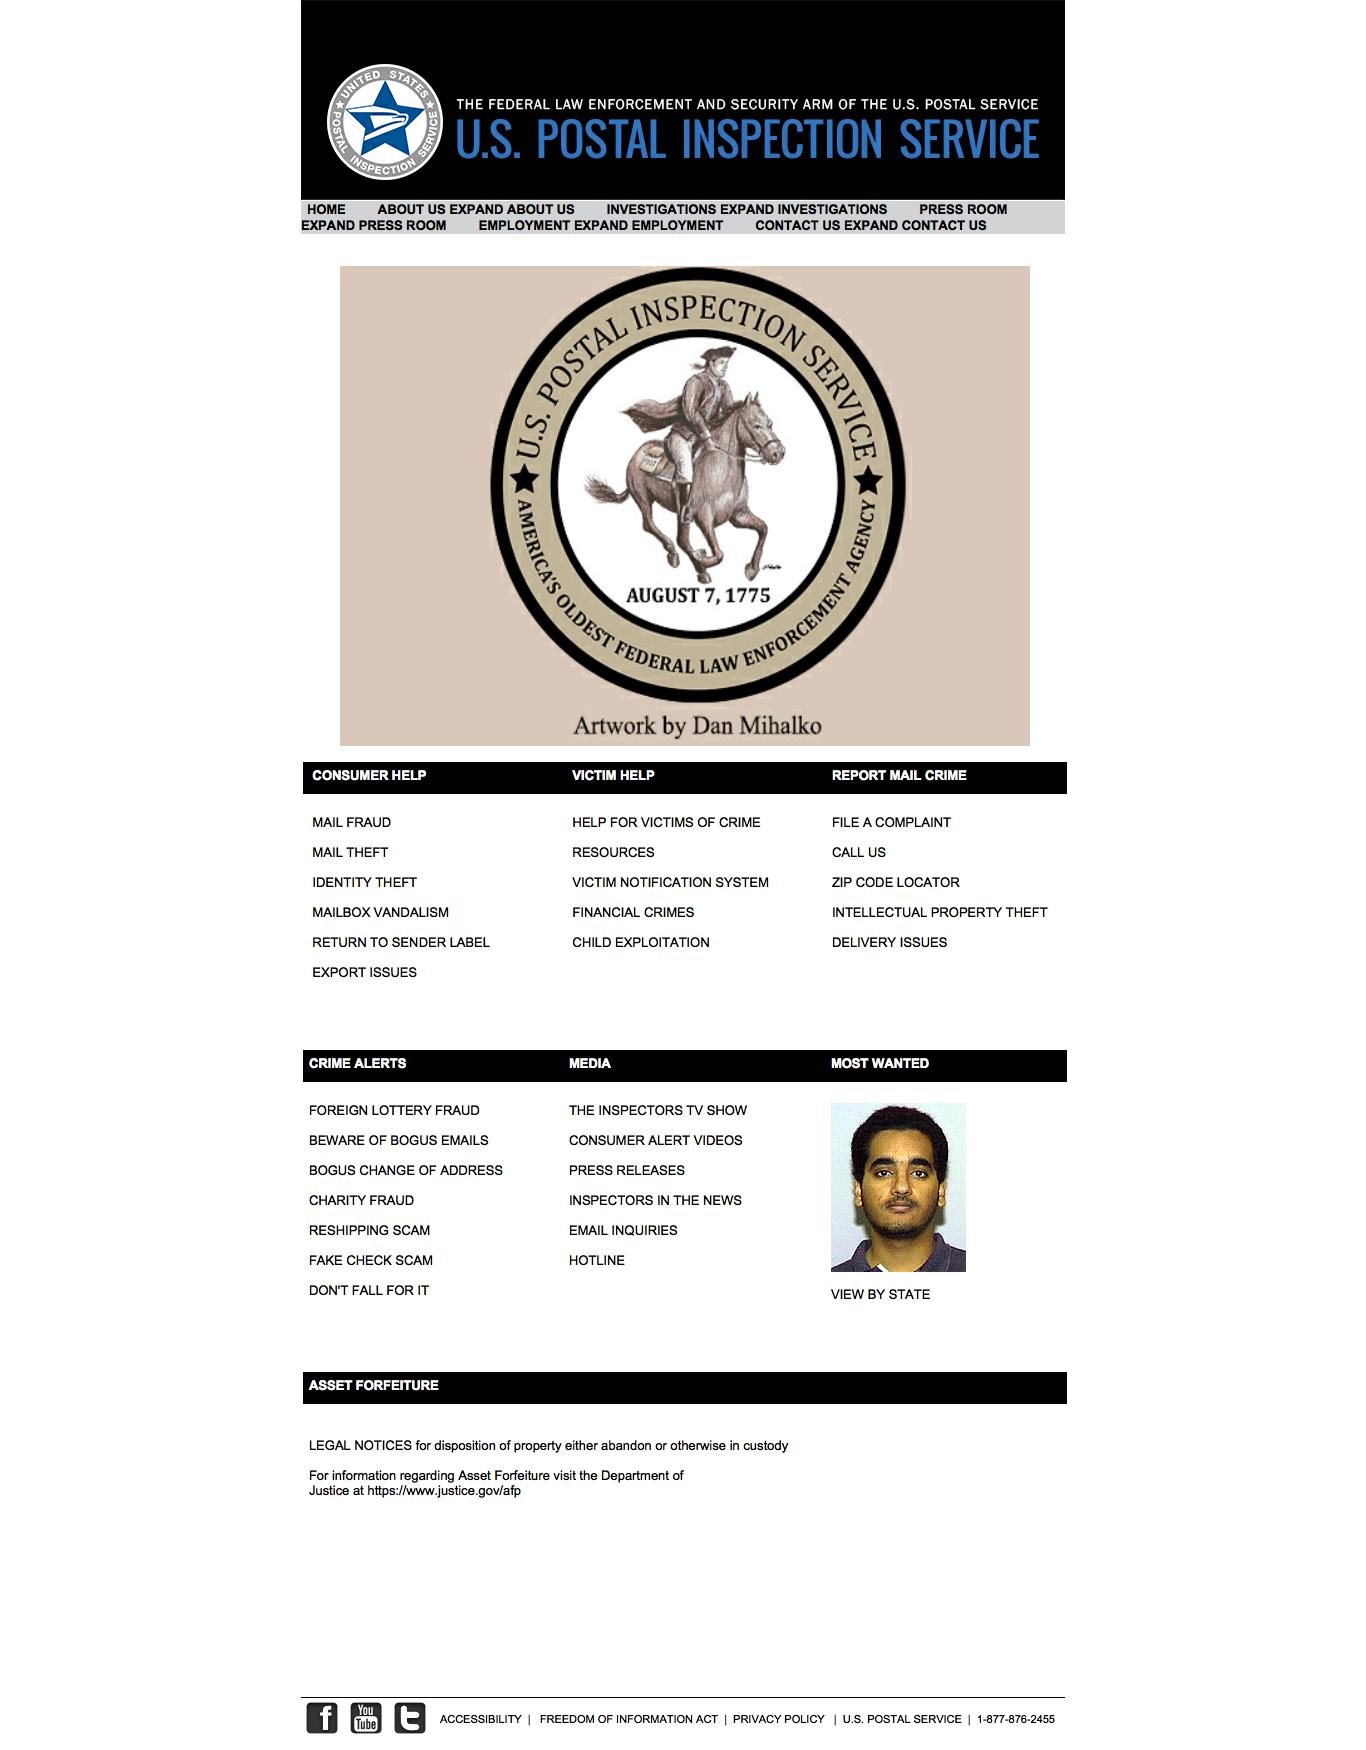 UNITED STATES
POSTAL INSPECTION SERVICE
THE FEDERAL LAW ENFORCEMENT AND SECURITY ARM OF THE U.S. POSTAL SERVICE
U.S. POSTAL INSPECTION SERVICE
HOME ABOUT US EXPAND ABOUT US INVESTIGATIONS EXPAND INVESTIGATIONS PRESS ROOM
EXPAND PRESS ROOM EMPLOYMENT EXPAND EMPLOYMENT CONTACT US EXPAND CONTACT US
U.S. POSTAL INSPECTION SERVICE
POST
AUGUST 7, 1775
AMERICA'S OLDEST FEDERAL LAW ENFORCEMENT AGENCY
Artwork by Dan Mihalko
CONSUMER HELP
MAIL FRAUD
MAIL THEFT
IDENTITY THEFT
MAILBOX VANDALISM
RETURN TO SENDER LABEL
EXPORT ISSUES
VICTIM HELP
HELP FOR VICTIMS OF CRIME
RESOURCES
VICTIM NOTIFICATION SYSTEM
FINANCIAL CRIMES
CHILD EXPLOITATION
REPORT MAIL CRIME
FILE A COMPLAINT
CALL US
ZIP CODE LOCATOR
INTELLECTUAL PROPERTY THEFT
DELIVERY ISSUES
CRIME ALERTS
FOREIGN LOTTERY FRAUD
BEWARE OF BOGUS EMAILS
BOGUS CHANGE OF ADDRESS
CHARITY FRAUD
RESHIPPING SCAM
FAKE CHECK SCAM
DON'T FALL FOR IT
MEDIA
THE INSPECTORS TV SHOW
CONSUMER ALERT VIDEOS
PRESS RELEASES
INSPECTORS IN THE NEWS
EMAIL INQUIRIES
HOTLINE
MOST WANTED
VIEW BY STATE
ASSET FORFEITURE
LEGAL NOTICES for disposition of property either abandon or otherwise in custody
For information regarding Asset Forfeiture visit the Department of
Justice at https://www.justice.gov/afp
f You Tube t ACCESSIBILITY | FREEDOM OF INFORMATION ACT | PRIVACY POLICY | U.S. POSTAL SERVICE | 1-877-876-2455